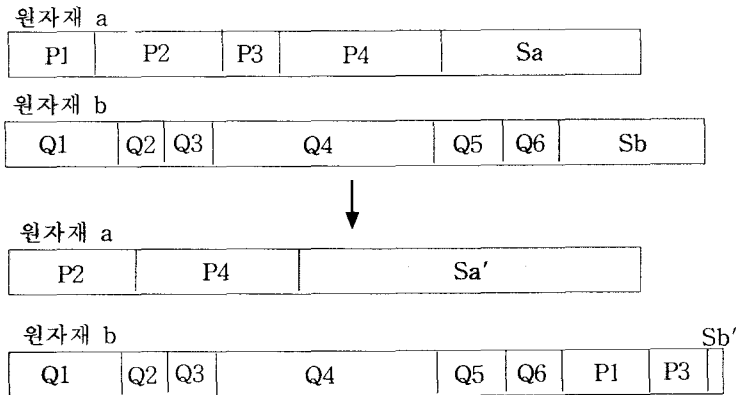 원자재 a
P1 P2 P3 P4 Sa
원자재 b
Q1 Q2 Q3 Q4 Q5 Q6 Sb
원자재 a
P2 P4 Sa′
원자재 b Sb′
Q1 Q2 Q3 Q4 Q5 Q6 P1 P3